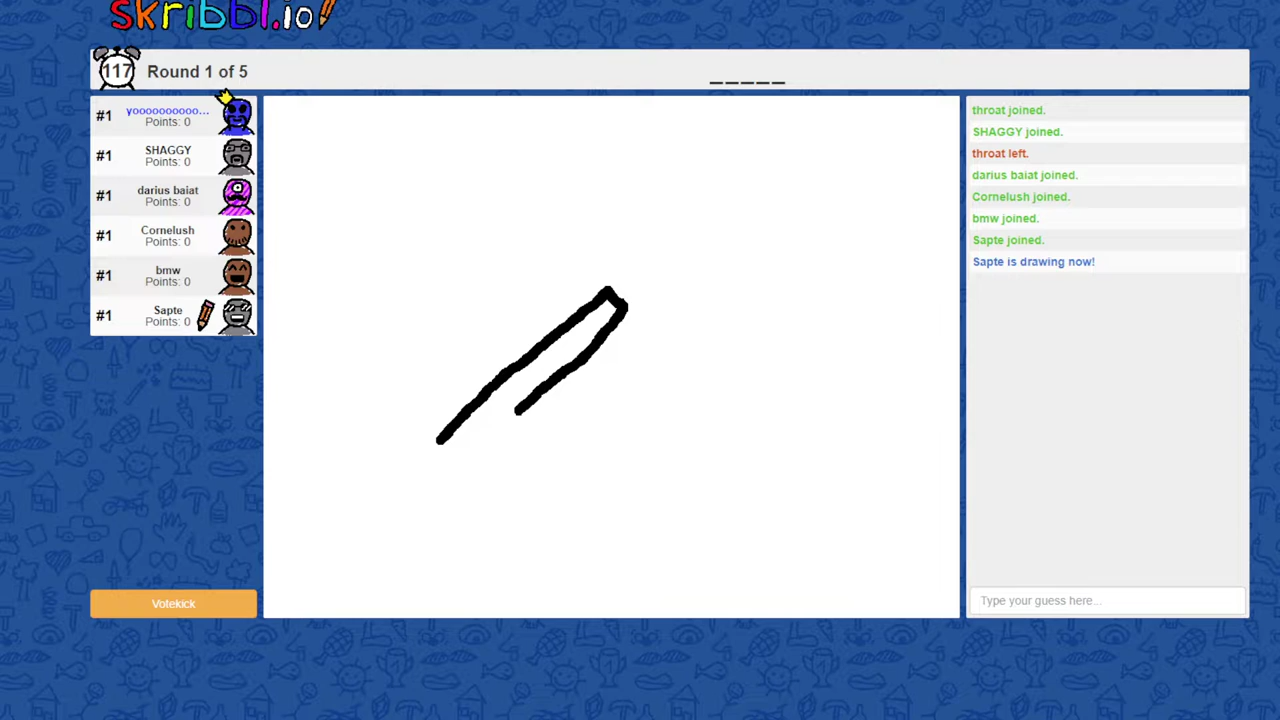 skribbl.io
117 Round 1 of 5 _____
#1 yoooooooooo...
Points: 0
#1 SHAGGY
Points: 0
#1 darius baiat
Points: 0
#1 Cornelush
Points: 0
#1 bmw
Points: 0
#1 Sapte
Points: 0
Votekick
throat joined.
SHAGGY joined.
throat left.
darius baiat joined.
Cornelush joined.
bmw joined.
Sapte joined.
Sapte is drawing now!
Type your guess here...